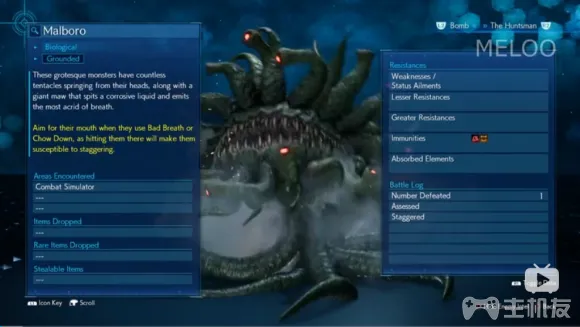 Malboro
Biological
Grounded
These grotesque monsters have countless
tentacles springing from their heads, along with a
giant maw that spits a corrosive liquid and emits
the most acrid of breath.
Aim for their mouth when they use Bad Breath or
Chow Down, as hitting them there will make them
susceptible to staggering.
Areas Encountered
Combat Simulator
---
---
Items Dropped
---
Rare Items Dropped
---
Stealable Items
---
Icon Key
Scroll
L2 Bomb
The Huntsman R2
MELOO
Resistances
Weaknesses /
Status Ailments
Lesser Resistances
Greater Resistances
Immunities
Absorbed Elements
Battle Log
Number Defeated 1
Assessed
Staggered
主机友